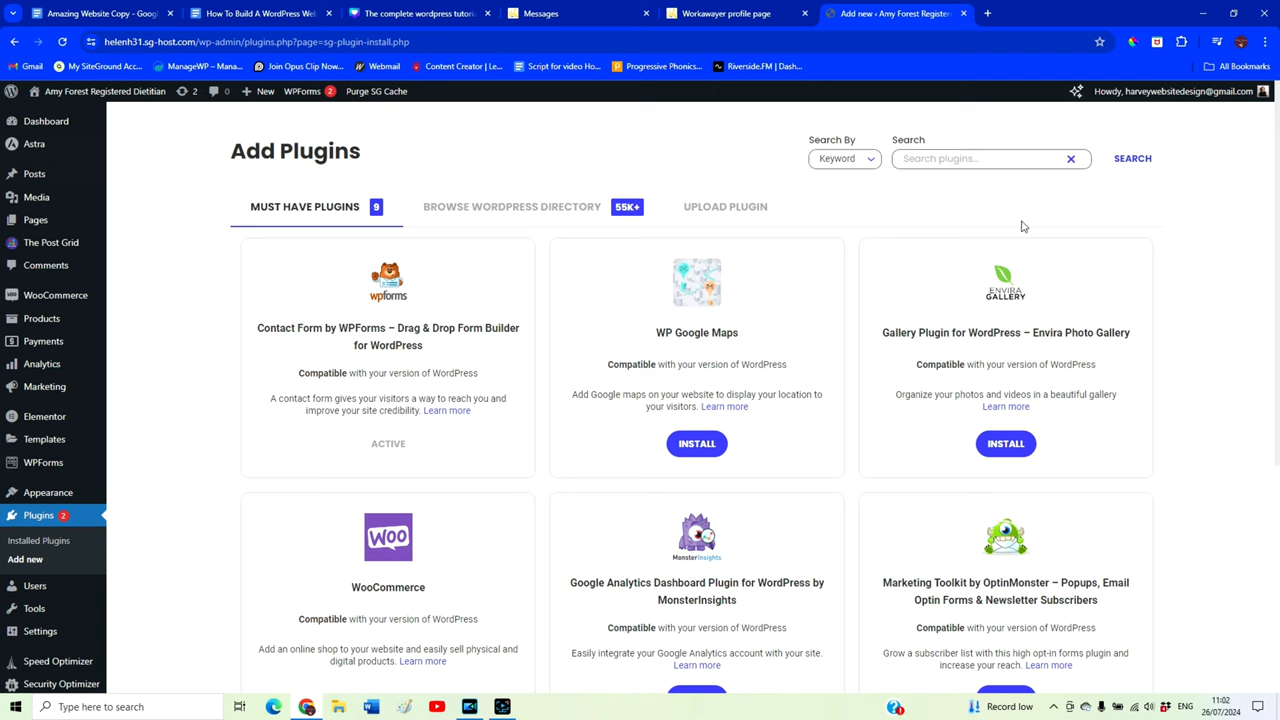 Amazing Website Copy - Goog
How To Build A WordPress Web
The complete wordpress tutori
Messages
Workawayer profile page
Add new ‹ Amy Forest Register
helenh31.sg-host.com/wp-admin/plugins.php?page=sg-plugin-install.php
Gmail
My SiteGround Acc...
ManageWP – Mana...
Join Opus Clip Now...
Webmail
Content Creator | Le...
Script for video Ho...
Progressive Phonics...
Riverside.FM | Dash...
All Bookmarks
Amy Forest Registered Dietitian
2
0
New
WPForms 2
Purge SG Cache
Howdy, harveywebsitedesign@gmail.com
Dashboard
Astra
Posts
Media
Pages
The Post Grid
Comments
WooCommerce
Products
Payments
Analytics
Marketing
Elementor
Templates
WPForms
Appearance
Plugins 2
Installed Plugins
Add new
Users
Tools
Settings
Speed Optimizer
Security Optimizer
Add Plugins
Search By
Keyword
Search
Search plugins...
SEARCH
MUST HAVE PLUGINS 9
BROWSE WORDPRESS DIRECTORY 55K+
UPLOAD PLUGIN
wpforms
Contact Form by WPForms – Drag & Drop Form Builder
for WordPress
Compatible with your version of WordPress
A contact form gives your visitors a way to reach you and
improve your site credibility. Learn more
ACTIVE
WP Google Maps
Compatible with your version of WordPress
Add Google maps on your website to display your location to
your visitors. Learn more
INSTALL
ENVIRA
GALLERY
Gallery Plugin for WordPress – Envira Photo Gallery
Compatible with your version of WordPress
Organize your photos and videos in a beautiful gallery
Learn more
INSTALL
WOO
WooCommerce
Compatible with your version of WordPress
Add an online shop to your website and easily sell physical and
digital products. Learn more
MonsterInsights
Google Analytics Dashboard Plugin for WordPress by
MonsterInsights
Compatible with your version of WordPress
Easily integrate your Google Analytics account with your site.
Learn more
Marketing Toolkit by OptinMonster – Popups, Email
Optin Forms & Newsletter Subscribers
Compatible with your version of WordPress
Grow a subscriber list with this high opt-in forms plugin and
increase your reach. Learn more
Type here to search
Record low
ENG
11:02
26/07/2024